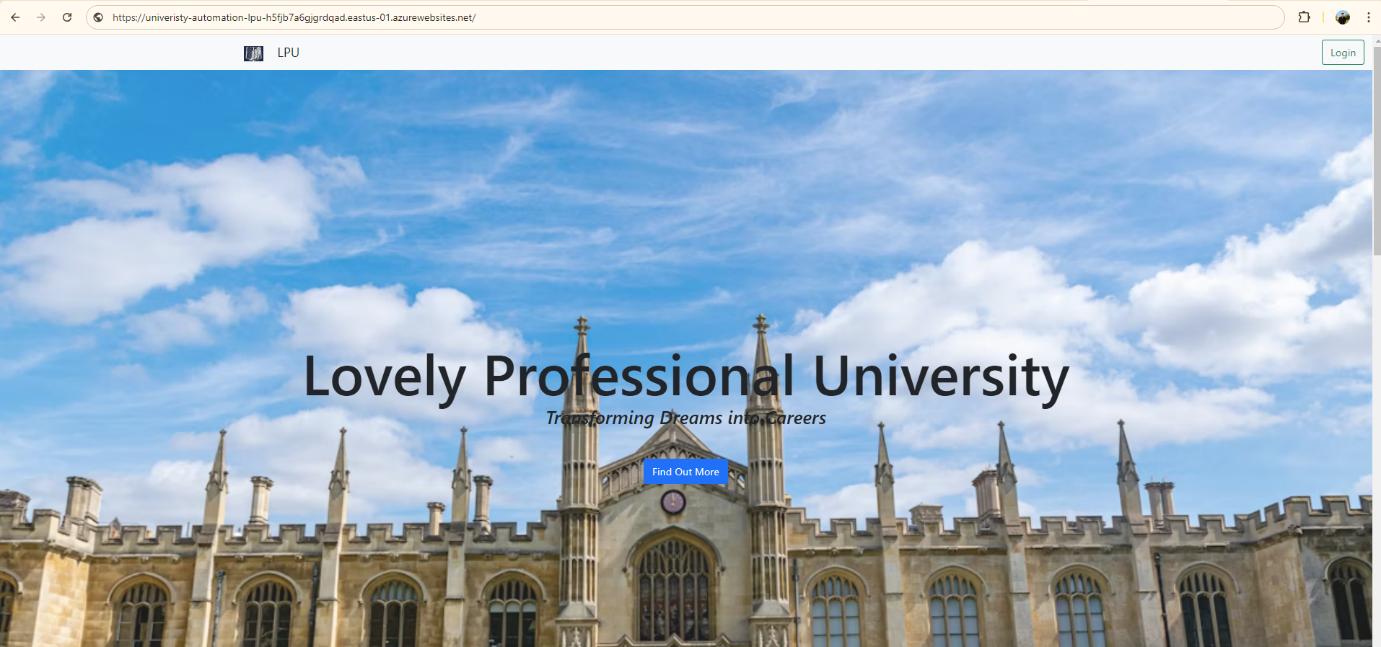 https://univeristy-automation-lpu-h5fjb7a6gjgrdqad.eastus-01.azurewebsites.net/
LPU
Login
Lovely Professional University
Transforming Dreams into Careers
Find Out More